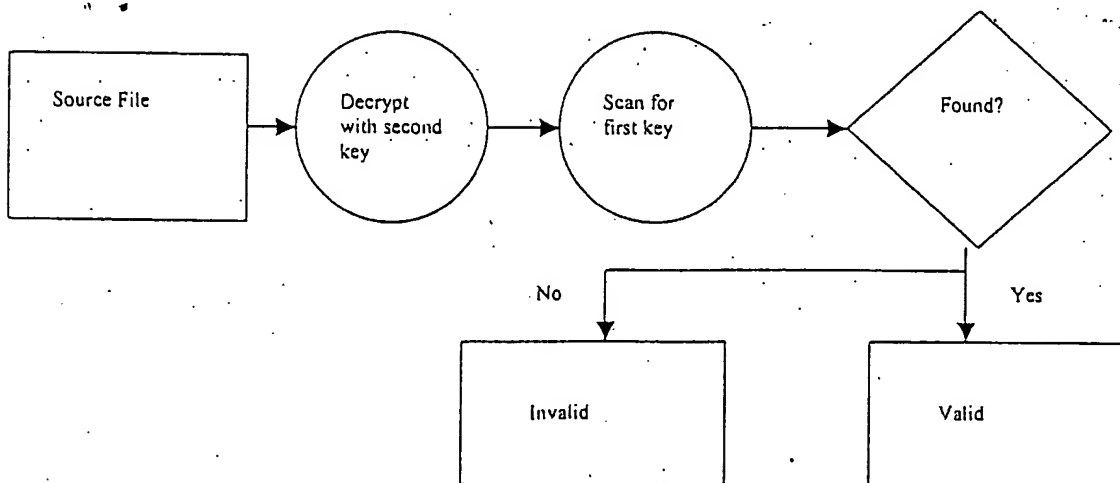 Source File
Decrypt
with second
key
Scan for
first key
Found?
No
Yes
Invalid
Valid